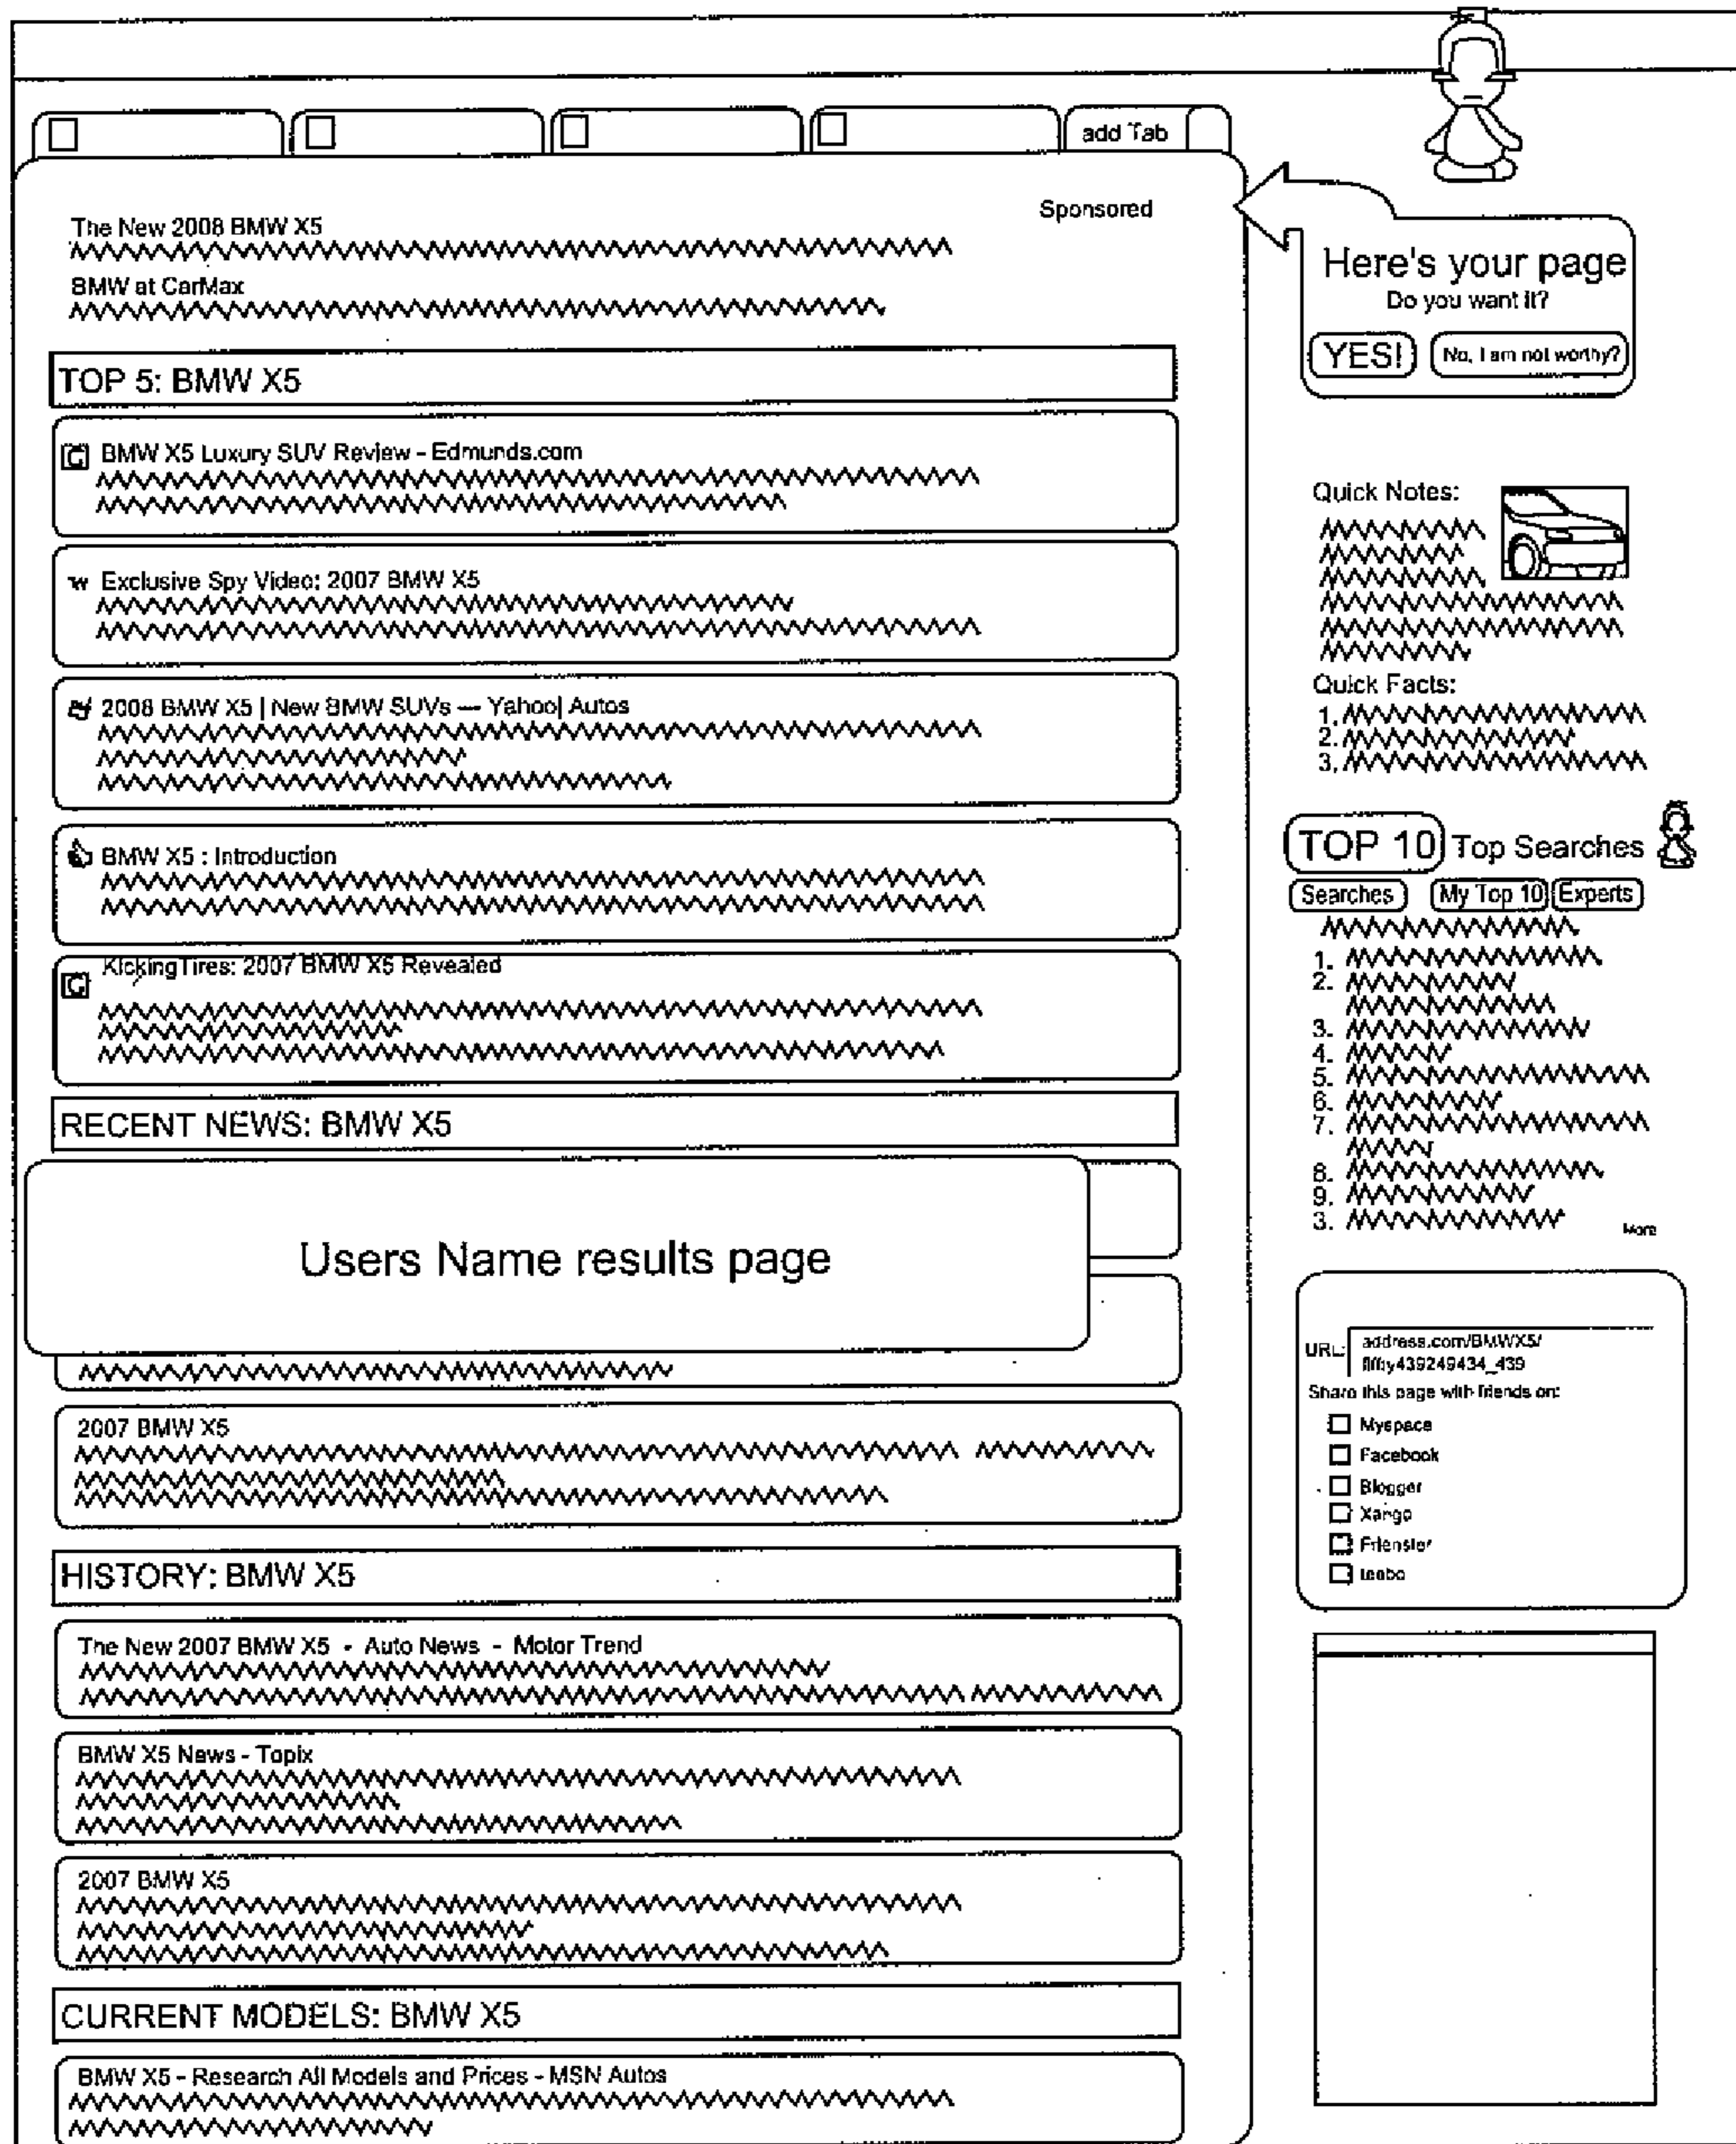 add Tab
Sponsored
The New 2008 BMW X5
BMW at CarMax
TOP 5: BMW X5
BMW X5 Luxury SUV Review - Edmunds.com
Exclusive Spy Video: 2007 BMW X5
2008 BMW X5 | New BMW SUVs — Yahoo| Autos
BMW X5 : Introduction
KickingTires: 2007 BMW X5 Revealed
RECENT NEWS: BMW X5
Users Name results page
2007 BMW X5
HISTORY: BMW X5
The New 2007 BMW X5 - Auto News - Motor Trend
BMW X5 News - Topix
2007 BMW X5
CURRENT MODELS: BMW X5
BMW X5 - Research All Models and Prices - MSN Autos
Here's your page
Do you want it?
YES! No, I am not worthy?
Quick Notes:
Quick Facts:
1.
2.
3.
TOP 10 Top Searches
Searches My Top 10 Experts
1.
2.
3.
4.
5.
6.
7.
8.
9.
3.
More
URL: address.com/BMWX5/
Share this page with friends on:
Myspace
Facebook
Blogger